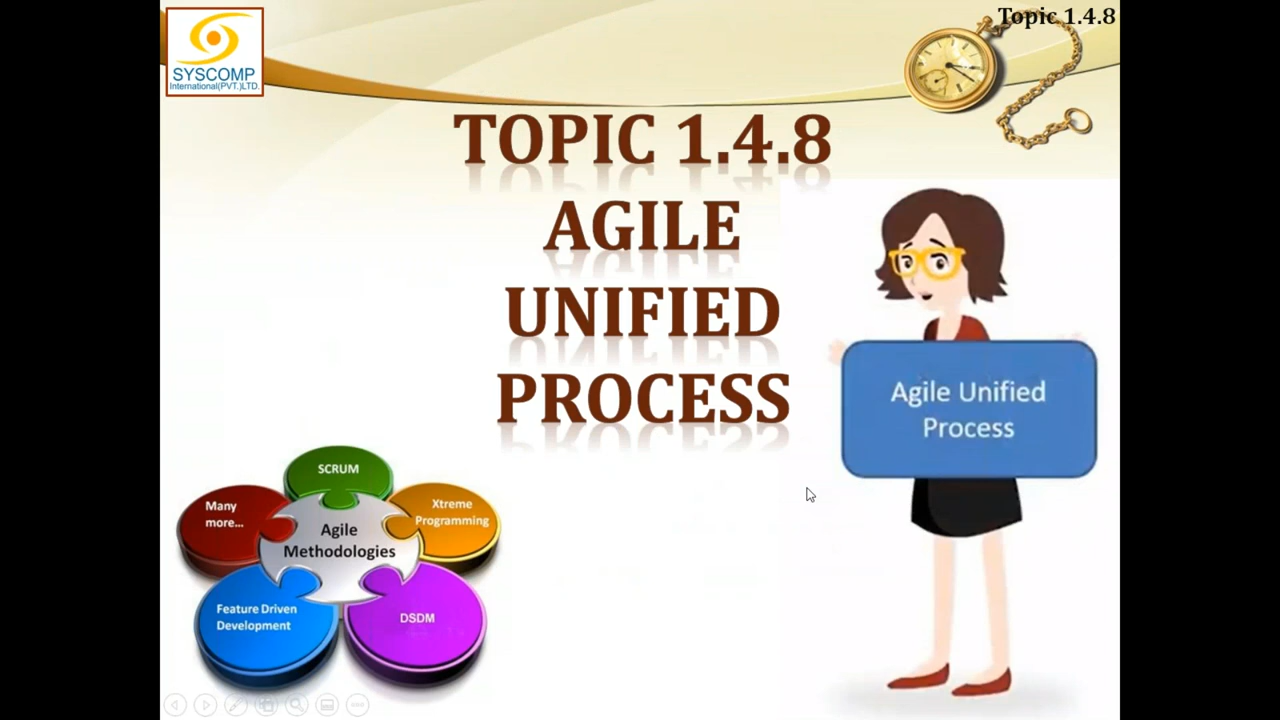 Topic 1.4.8
SYSCOMP
International(PVT.)LTD.
TOPIC 1.4.8
AGILE
UNIFIED
PROCESS
Agile Unified
Process
SCRUM
Many
more...
Xtreme
Programming
Agile
Methodologies
Feature Driven
Development
DSDM